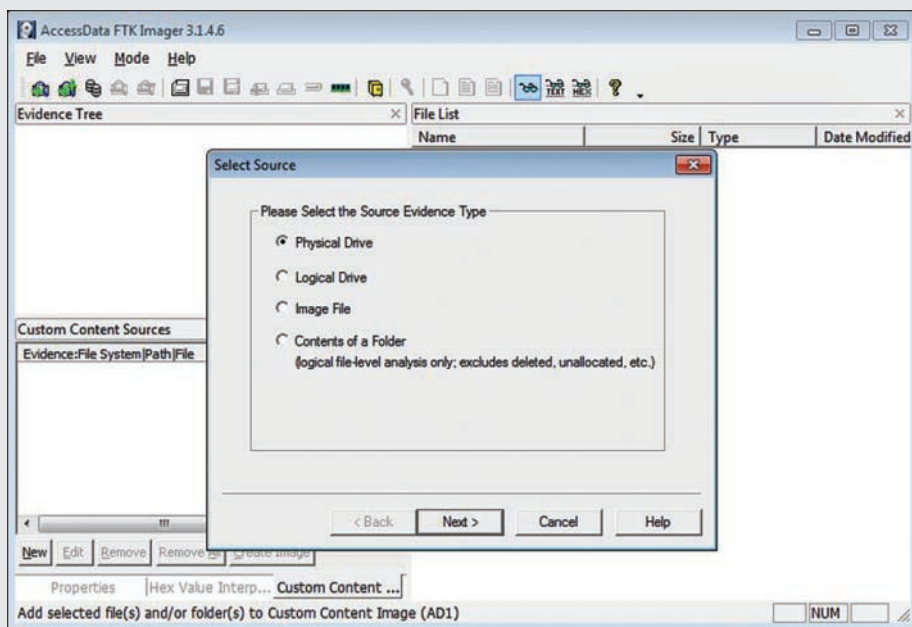 AccessData FTK Imager 3.1.4.6
File View Mode Help
TEXT HEX
Evidence Tree
File List
Name Size Type Date Modified
Select Source
Please Select the Source Evidence Type
Physical Drive
Logical Drive
Image File
Contents of a Folder
(logical file-level analysis only; excludes deleted, unallocated, etc.)
Custom Content Sources
Evidence:File System|Path|File
< Back Next > Cancel Help
New Edit Remove Remove All Create Image
Properties Hex Value Interp... Custom Content ...
Add selected file(s) and/or folder(s) to Custom Content Image (AD1) NUM